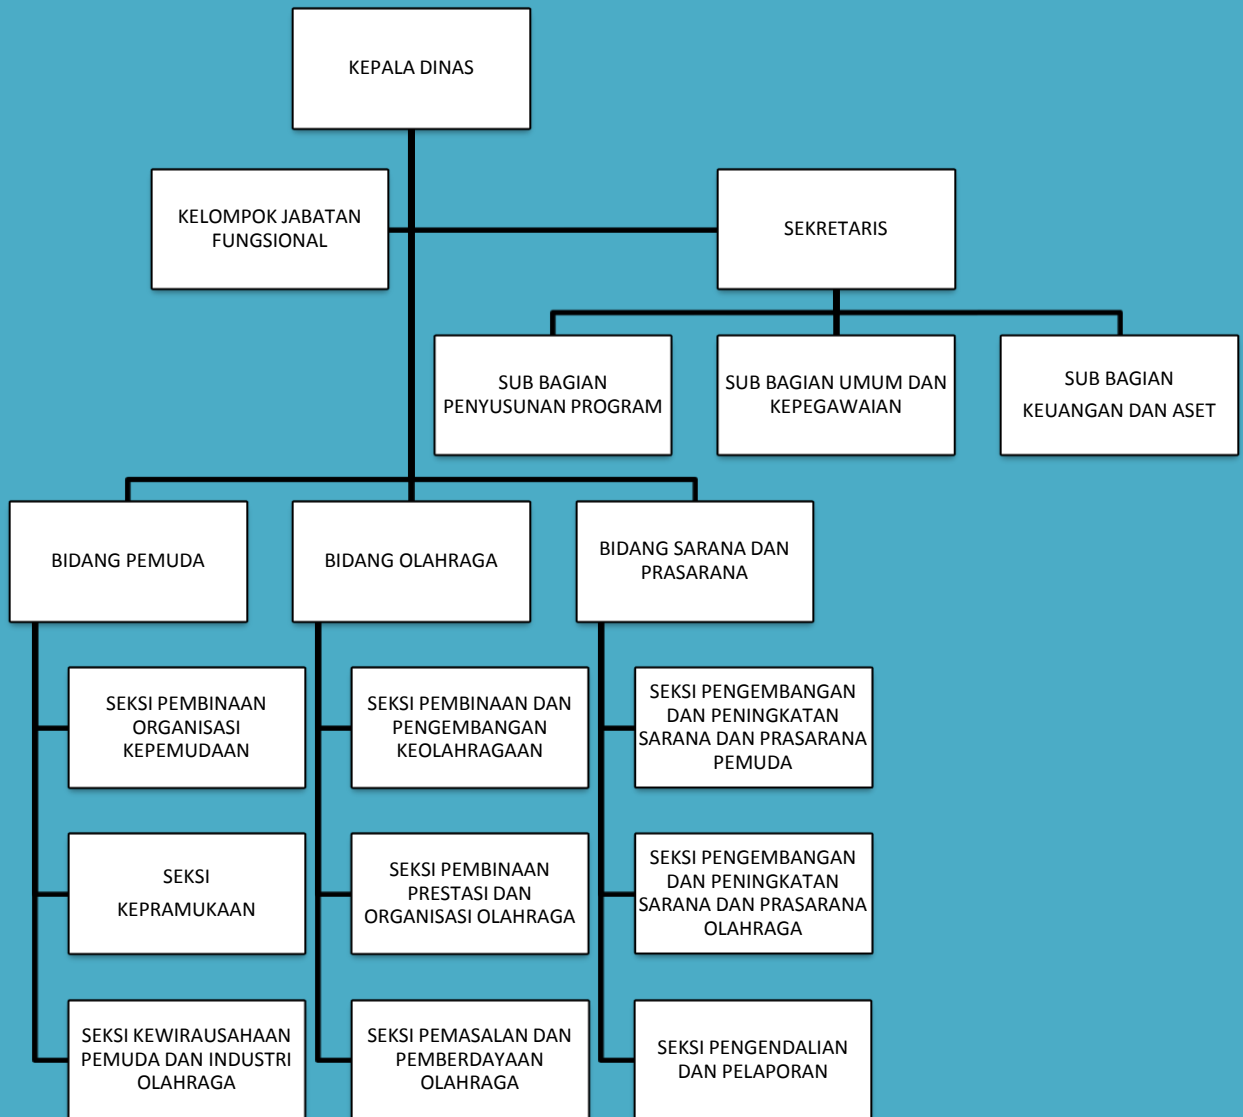 KEPALA DINAS
KELOMPOK JABATAN
FUNGSIONAL
SEKRETARIS
SUB BAGIAN
PENYUSUNAN PROGRAM
SUB BAGIAN UMUM DAN
KEPEGAWAIAN
SUB BAGIAN
KEUANGAN DAN ASET
BIDANG PEMUDA
BIDANG OLAHRAGA
BIDANG SARANA DAN
PRASARANA
SEKSI PEMBINAAN
ORGANISASI
KEPEMUDAAN
SEKSI PEMBINAAN DAN
PENGEMBANGAN
KEOLAHRAGAAN
SEKSI PENGEMBANGAN
DAN PENINGKATAN
SARANA DAN PRASARANA
PEMUDA
SEKSI
KEPRAMUKAAN
SEKSI PEMBINAAN
PRESTASI DAN
ORGANISASI OLAHRAGA
SEKSI PENGEMBANGAN
DAN PENINGKATAN
SARANA DAN PRASARANA
OLAHRAGA
SEKSI KEWIRAUSAHAAN
PEMUDA DAN INDUSTRI
OLAHRAGA
SEKSI PEMASALAN DAN
PEMBERDAYAAN
OLAHRAGA
SEKSI PENGENDALIAN
DAN PELAPORAN